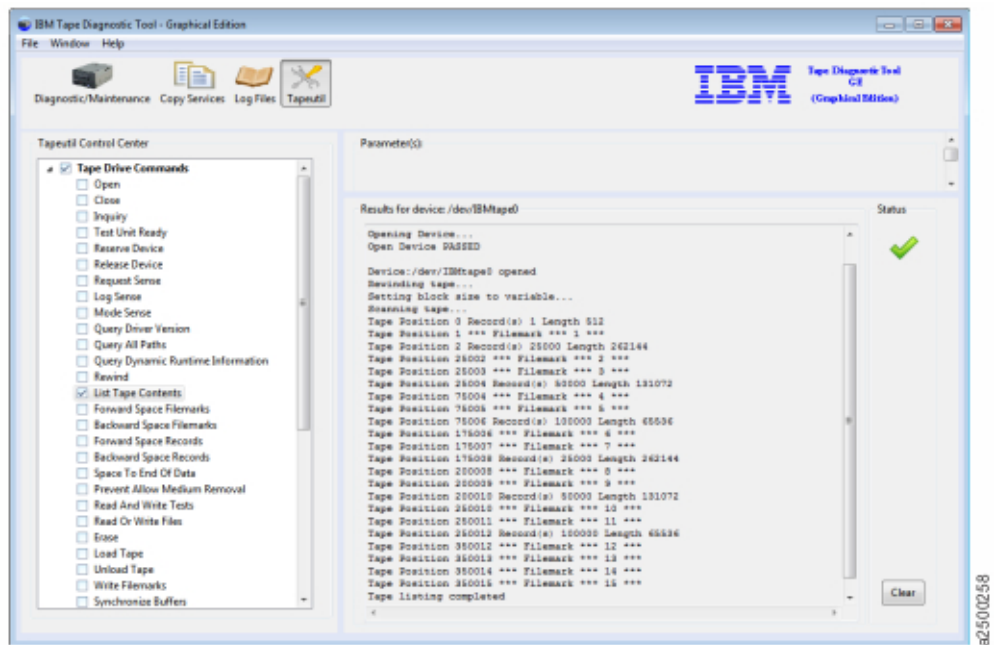 IBM Tape Diagnostic Tool - Graphical Edition
File Window Help
Diagnostic/Maintenance Copy Services Log Files Tapeutil
IBM
Tape Diagnostic Tool
GE
(Graphical Edition)
Tapeutil Control Center
Tape Drive Commands
Open
Close
Inquiry
Test Unit Ready
Reserve Device
Release Device
Request Sense
Log Sense
Mode Sense
Query Driver Version
Query All Paths
Query Dynamic Runtime Information
Rewind
List Tape Contents
Forward Space Filemarks
Backward Space Filemarks
Forward Space Records
Backward Space Records
Space To End Of Data
Prevent Allow Medium Removal
Read And Write Tests
Read Or Write Files
Erase
Load Tape
Unload Tape
Write Filemarks
Synchronize Buffers
Parameter(s):
Results for device: /dev/IBMtape0
Status
Opening Device...
Open Device PASSED
Device:/dev/IBMtape0 opened
Rewinding tape...
Setting block size to variable...
Scanning tape...
Tape Position 0 Record(s) 1 Length 512
Tape Position 1 *** Filemark *** 1 ***
Tape Position 2 Record(s) 25000 Length 262144
Tape Position 25002 *** Filemark *** 2 ***
Tape Position 25003 *** Filemark *** 3 ***
Tape Position 25004 Record(s) 50000 Length 131072
Tape Position 75004 *** Filemark *** 4 ***
Tape Position 75005 *** Filemark *** 5 ***
Tape Position 75006 Record(s) 100000 Length 65536
Tape Position 175006 *** Filemark *** 6 ***
Tape Position 175007 *** Filemark *** 7 ***
Tape Position 175008 Record(s) 25000 Length 262144
Tape Position 200008 *** Filemark *** 8 ***
Tape Position 200009 *** Filemark *** 9 ***
Tape Position 200010 Record(s) 50000 Length 131072
Tape Position 250010 *** Filemark *** 10 ***
Tape Position 250011 *** Filemark *** 11 ***
Tape Position 250012 Record(s) 100000 Length 65536
Tape Position 350012 *** Filemark *** 12 ***
Tape Position 350013 *** Filemark *** 13 ***
Tape Position 350014 *** Filemark *** 14 ***
Tape Position 350015 *** Filemark *** 15 ***
Tape listing completed
Clear
a2500258